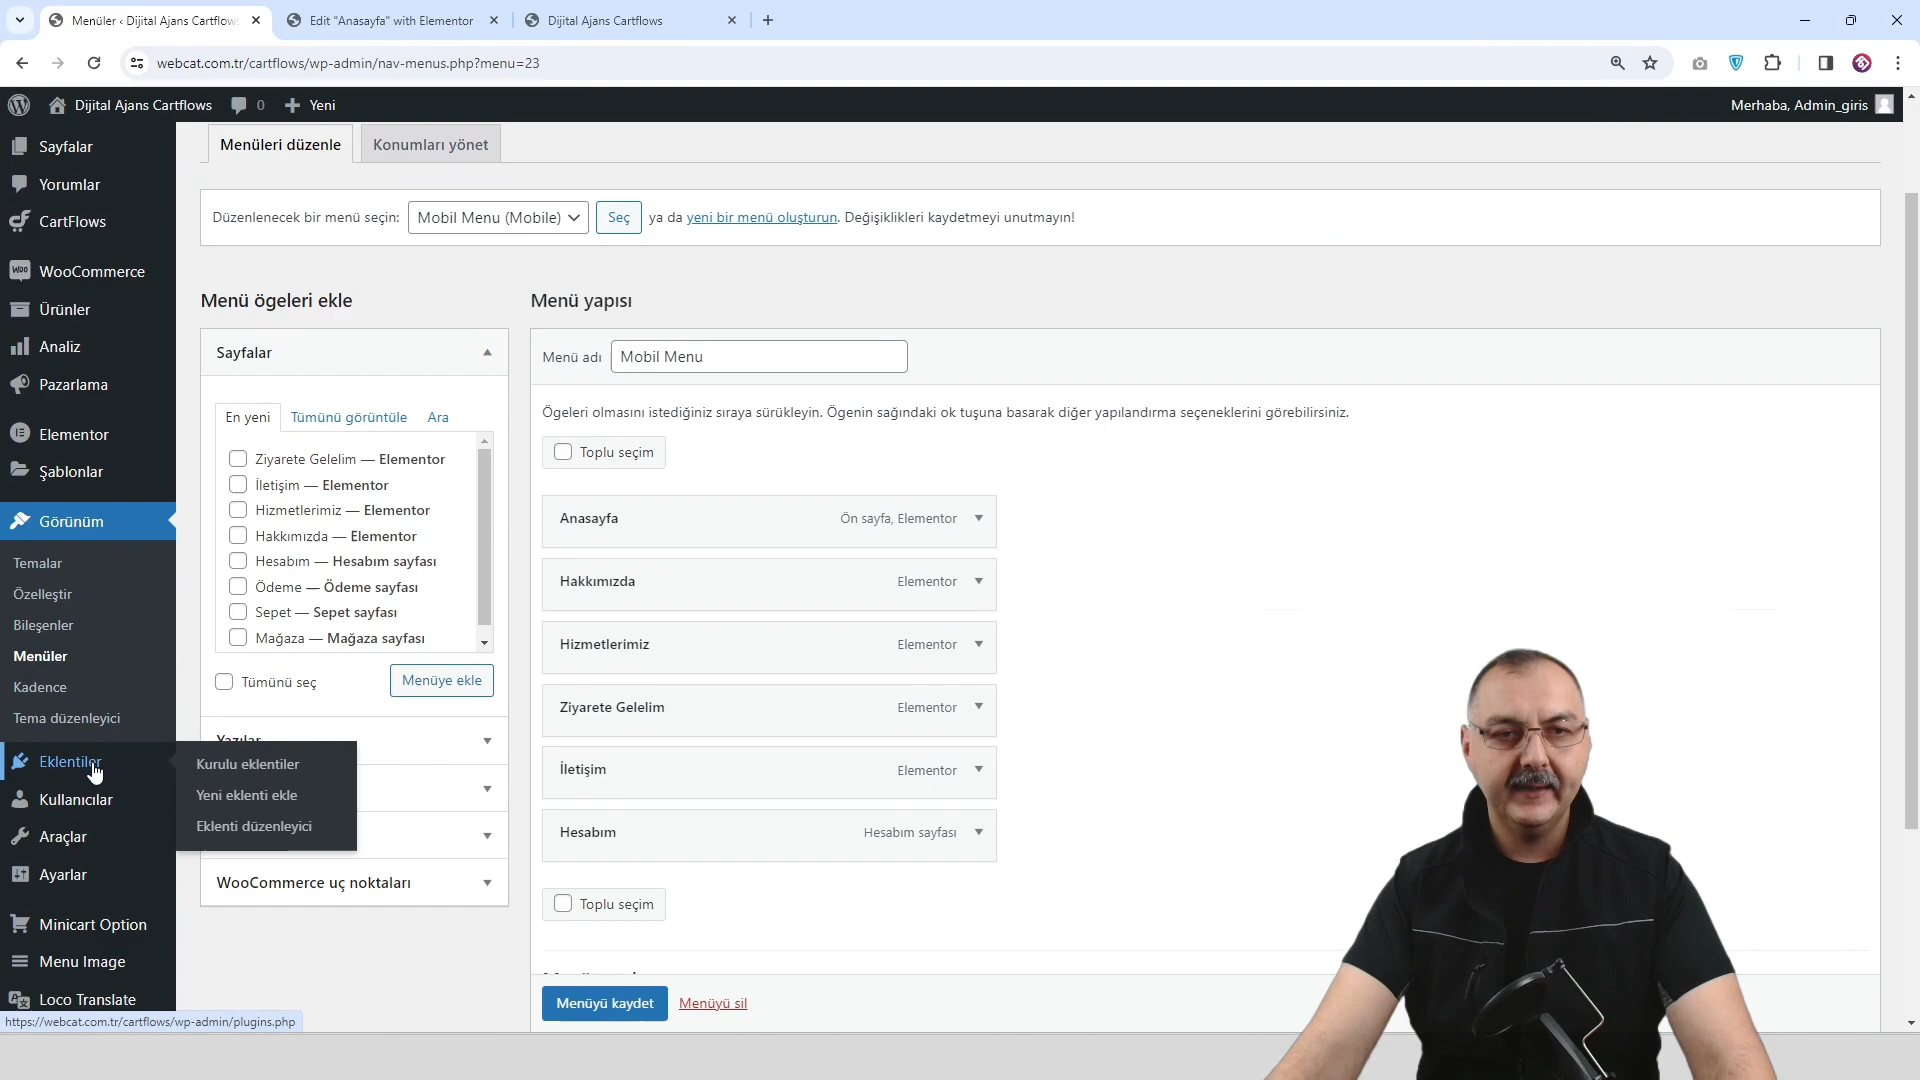 Menüler ‹ Dijital Ajans Cartflows
Edit "Anasayfa" with Elementor
Dijital Ajans Cartflows
webcat.com.tr/cartflows/wp-admin/nav-menus.php?menu=23
Dijital Ajans Cartflows
0
Yeni
Merhaba, Admin_giris
Sayfalar
Yorumlar
CartFlows
WooCommerce
Ürünler
Analiz
Pazarlama
Elementor
Şablonlar
Görünüm
Temalar
Özelleştir
Bileşenler
Menüler
Kadence
Tema düzenleyici
Eklentiler
Kurulu eklentiler
Yeni eklenti ekle
Eklenti düzenleyici
Kullanıcılar
Araçlar
Ayarlar
Minicart Option
Menu Image
Loco Translate
https://webcat.com.tr/cartflows/wp-admin/plugins.php
Menüleri düzenle
Konumları yönet
Düzenlenecek bir menü seçin: Mobil Menu (Mobile) Seç ya da yeni bir menü oluşturun. Değişiklikleri kaydetmeyi unutmayın!
Menü ögeleri ekle
Sayfalar
En yeni Tümünü görüntüle Ara
Ziyarete Gelelim — Elementor
İletişim — Elementor
Hizmetlerimiz — Elementor
Hakkımızda — Elementor
Hesabım — Hesabım sayfası
Ödeme — Ödeme sayfası
Sepet — Sepet sayfası
Mağaza — Mağaza sayfası
Tümünü seç
Menüye ekle
Yazılar
WooCommerce uç noktaları
Menü yapısı
Menü adı Mobil Menu
Ögeleri olmasını istediğiniz sıraya sürükleyin. Ögenin sağındaki ok tuşuna basarak diğer yapılandırma seçeneklerini görebilirsiniz.
Toplu seçim
Anasayfa Ön sayfa, Elementor
Hakkımızda Elementor
Hizmetlerimiz Elementor
Ziyarete Gelelim Elementor
İletişim Elementor
Hesabım Hesabım sayfası
Toplu seçim
Menüyü kaydet
Menüyü sil